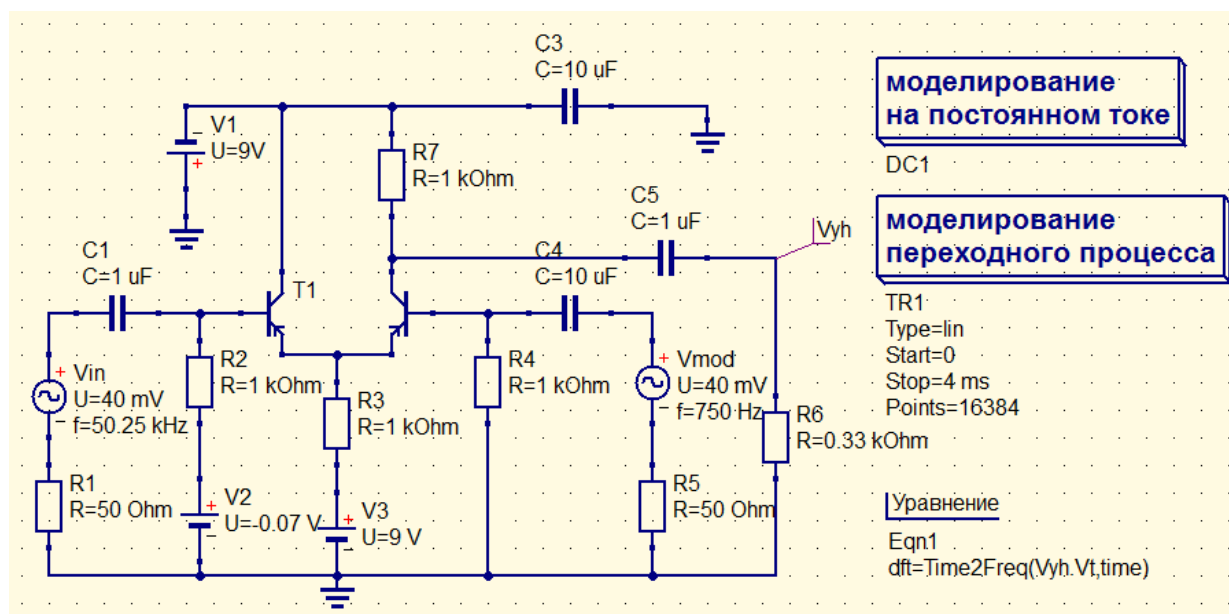 C3
C=10 uF
V1
U=9V
R7
R=1 kOhm
C5
C=1 uF
Vyh
C1
C=1 uF
T1
C4
C=10 uF
Vin
U=40 mV
f=50.25 kHz
R2
R=1 kOhm
R3
R=1 kOhm
R4
R=1 kOhm
Vmod
U=40 mV
f=750 Hz
R6
R=0.33 kOhm
R1
R=50 Ohm
V2
U=-0.07 V
V3
U=9 V
R5
R=50 Ohm
моделирование
на постоянном токе
DC1
моделирование
переходного процесса
TR1
Type=lin
Start=0
Stop=4 ms
Points=16384
Уравнение
Eqn1
dft=Time2Freq(Vyh.Vt,time)